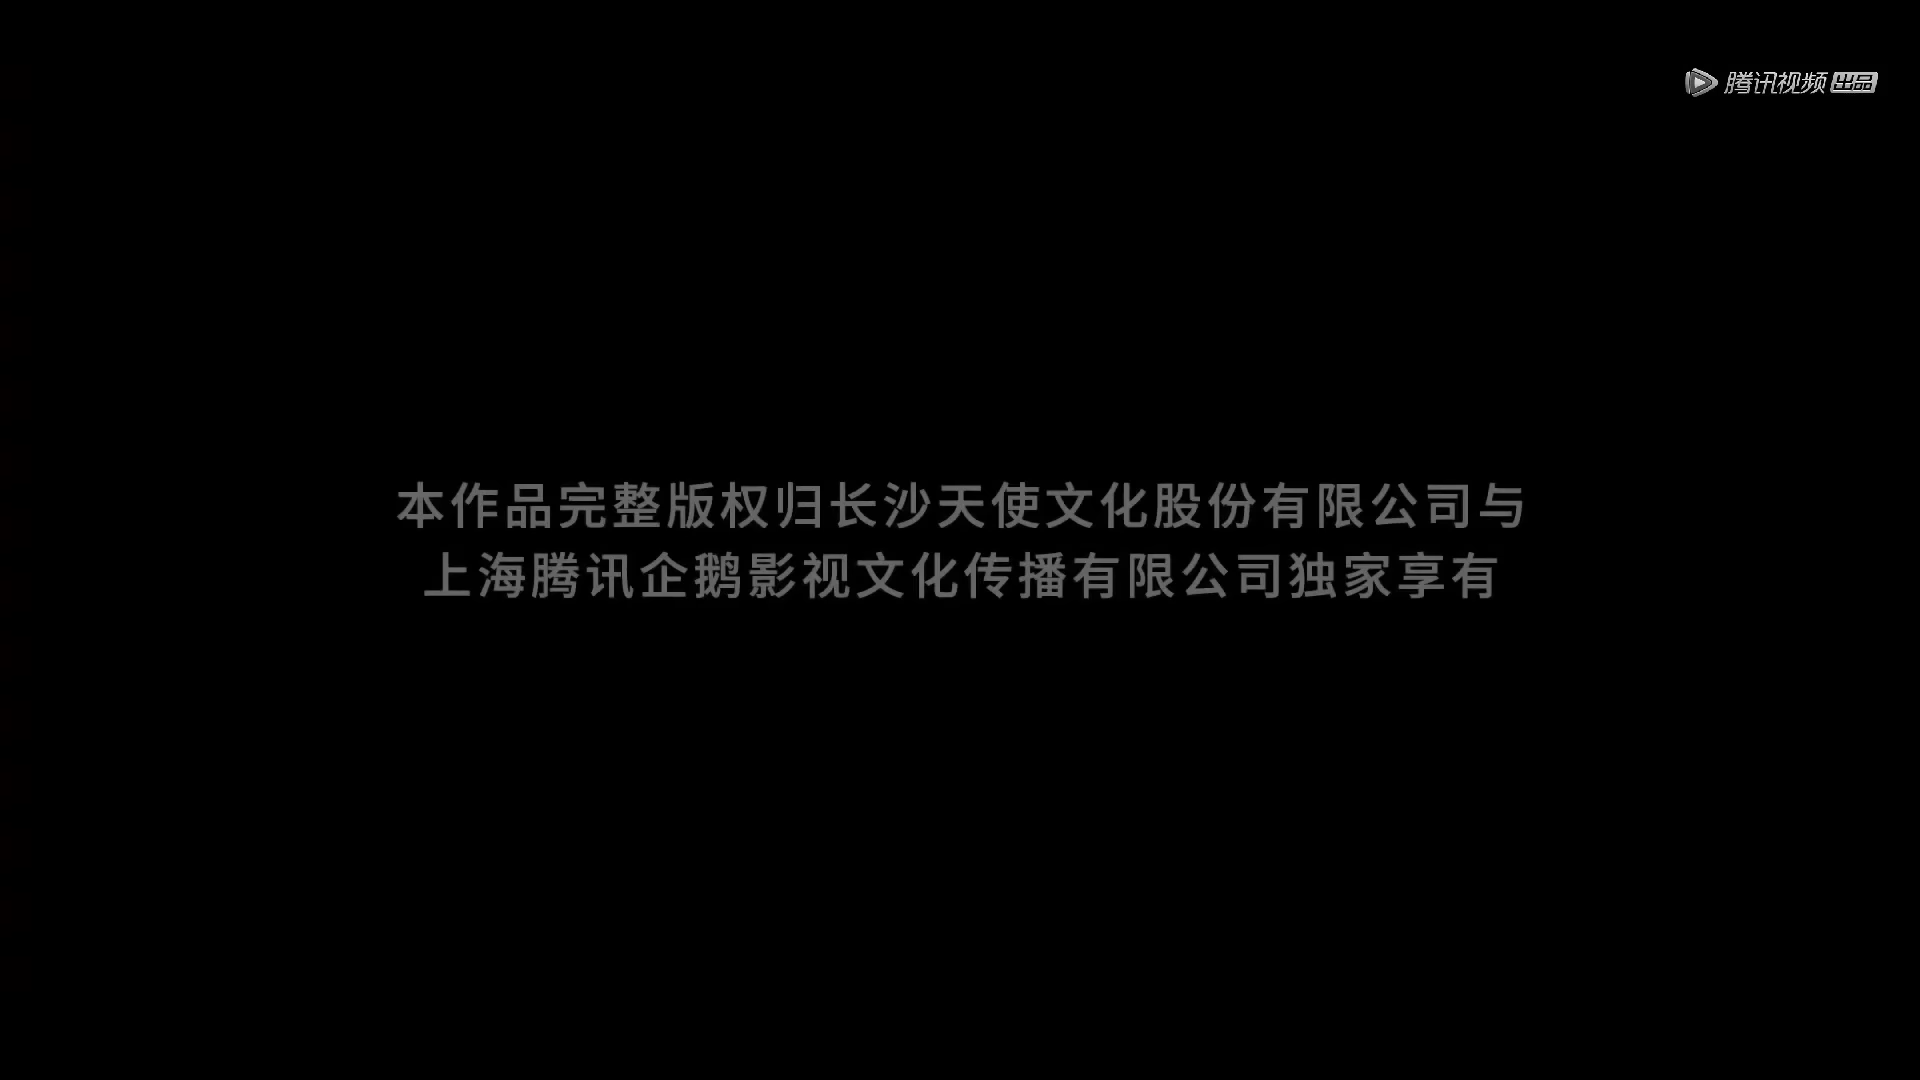 腾讯视频 出品
本作品完整版权归长沙天使文化股份有限公司与
上海腾讯企鹅影视文化传播有限公司独家享有